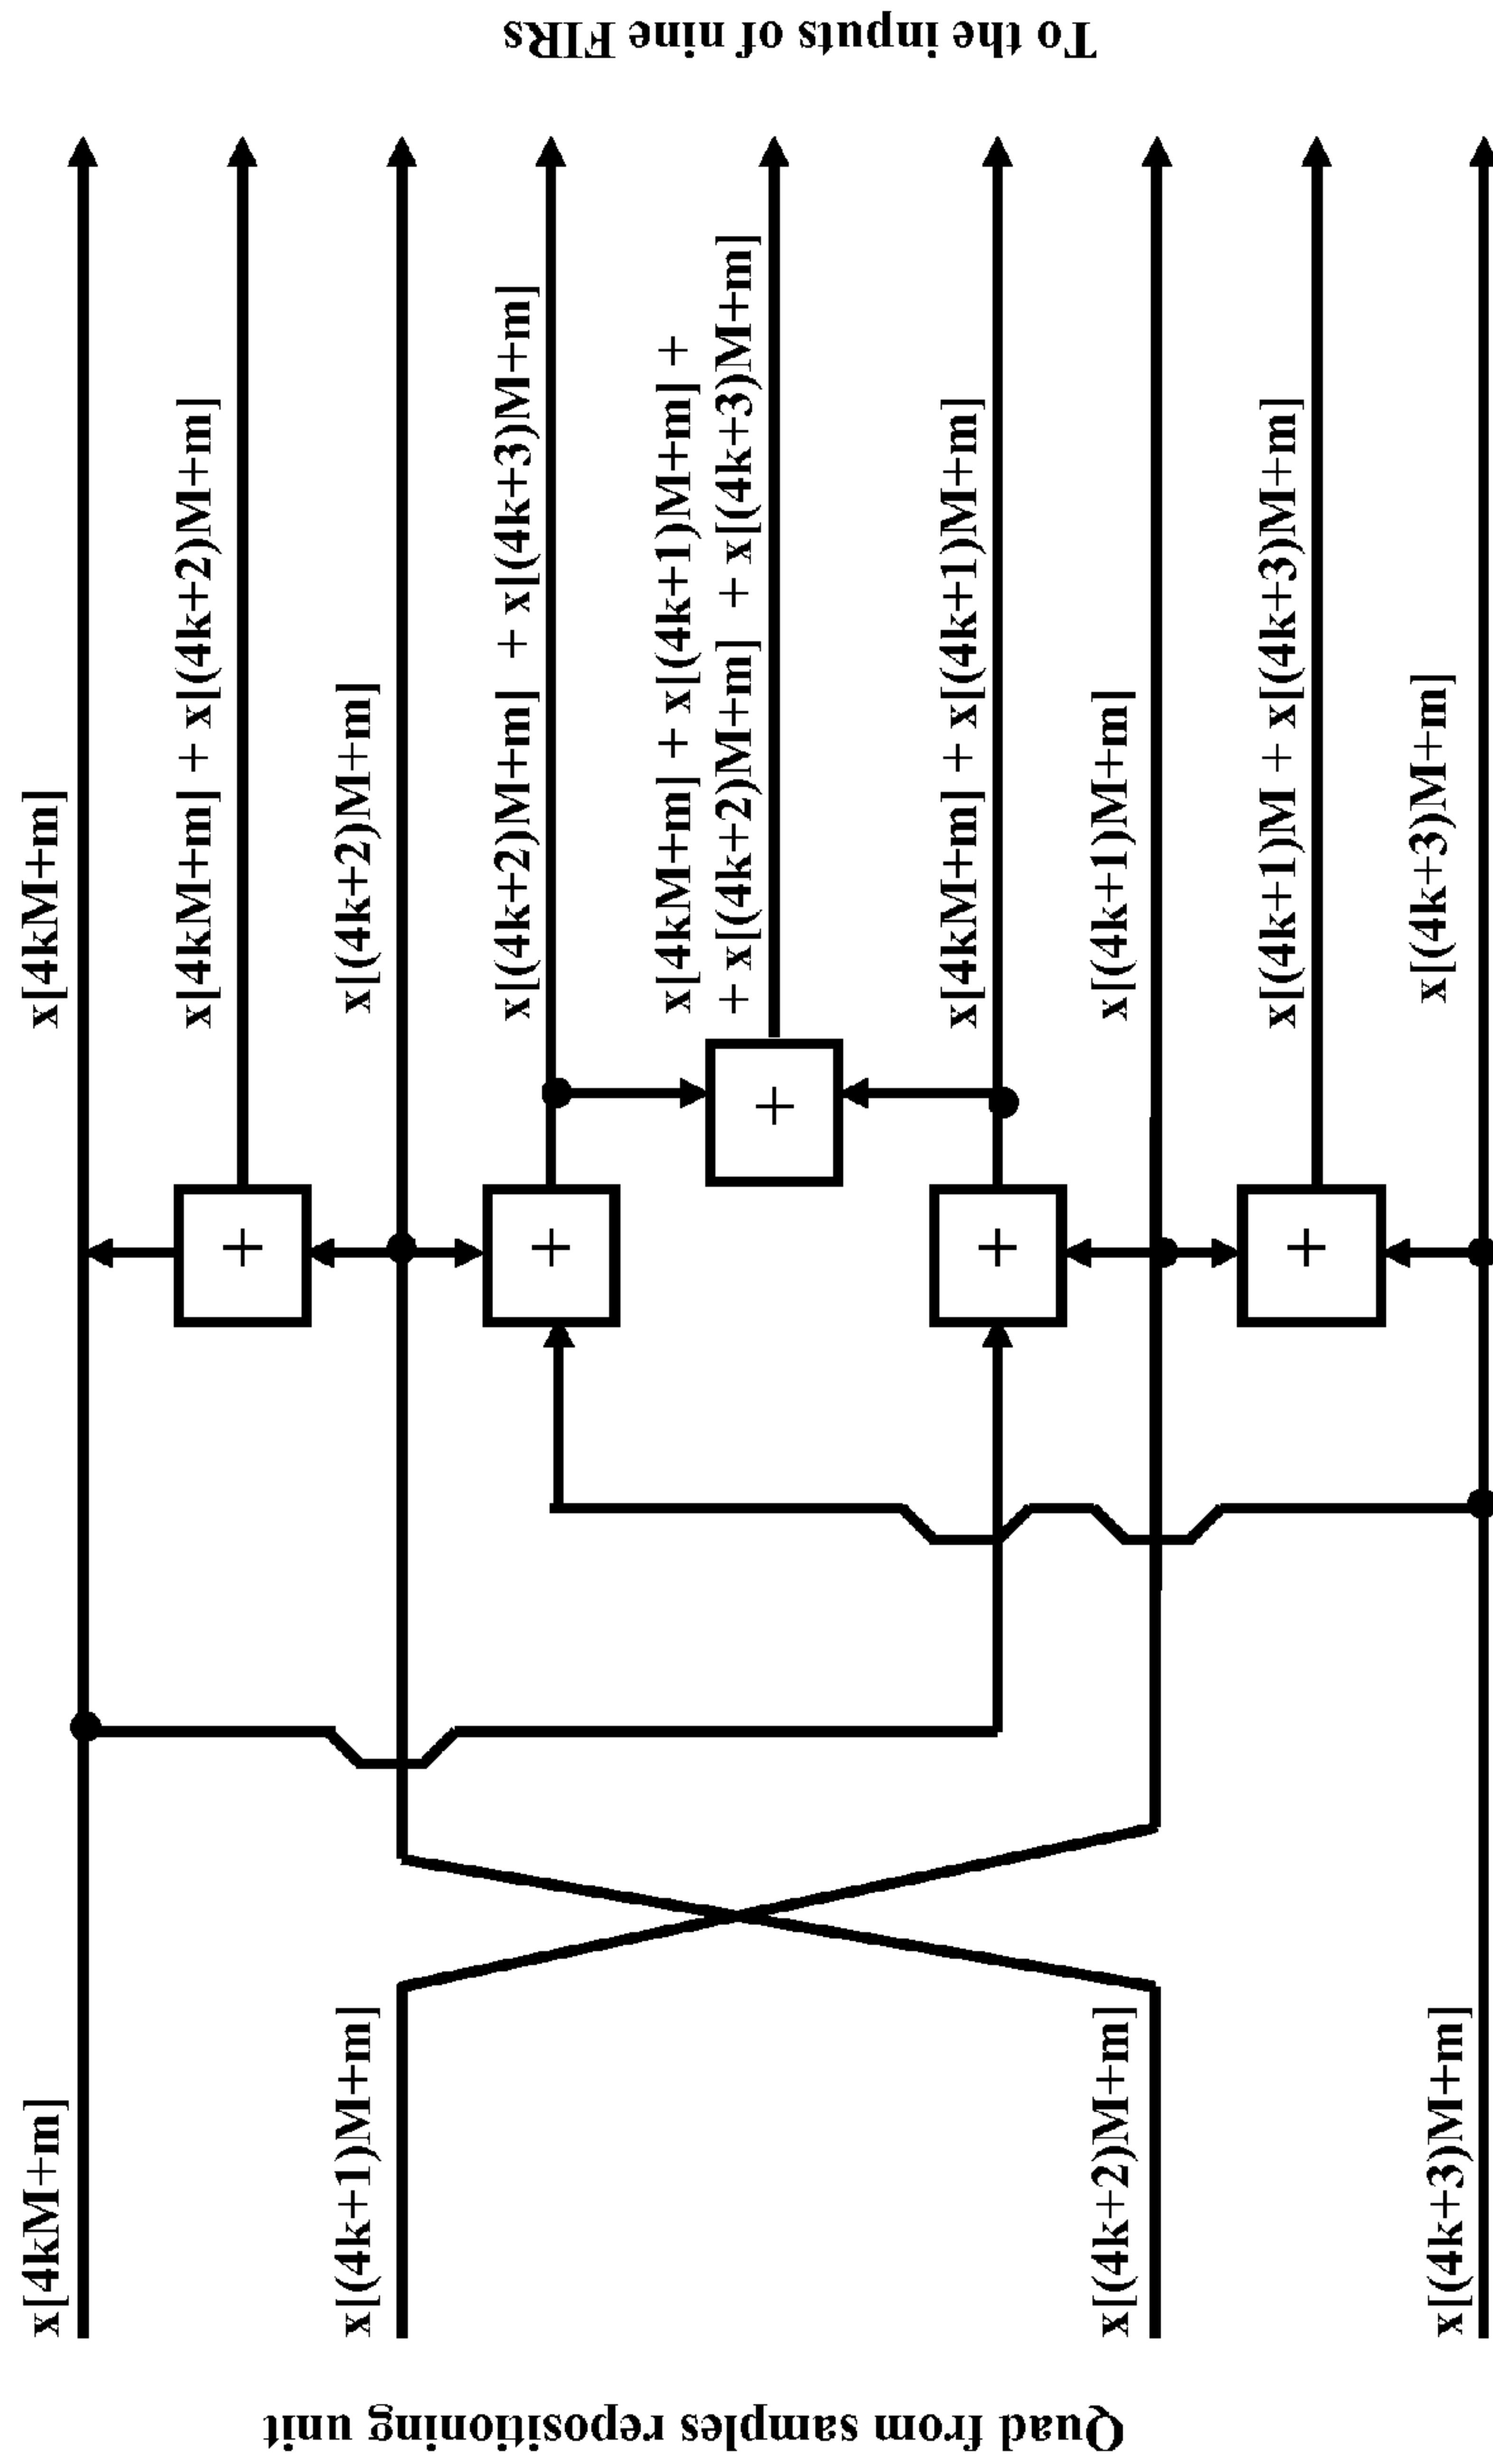 Quad from samples repositioning unit
x[4kM+m]
x[(4k+1)M+m]
x[(4k+2)M+m]
x[(4k+3)M+m]
+
+
+
+
+
x[4kM+m]
x[4kM+m] + x[(4k+2)M+m]
x[(4k+2)M+m]
x[(4k+2)M+m] + x[(4k+3)M+m]
x[4kM+m] + x[(4k+1)M+m] +
+ x[(4k+2)M+m] + x[(4k+3)M+m]
x[4kM+m] + x[(4k+1)M+m]
x[(4k+1)M+m]
x[(4k+1)M + x[(4k+3)M+m]
x[(4k+3)M+m]
To the inputs of nine FIRs